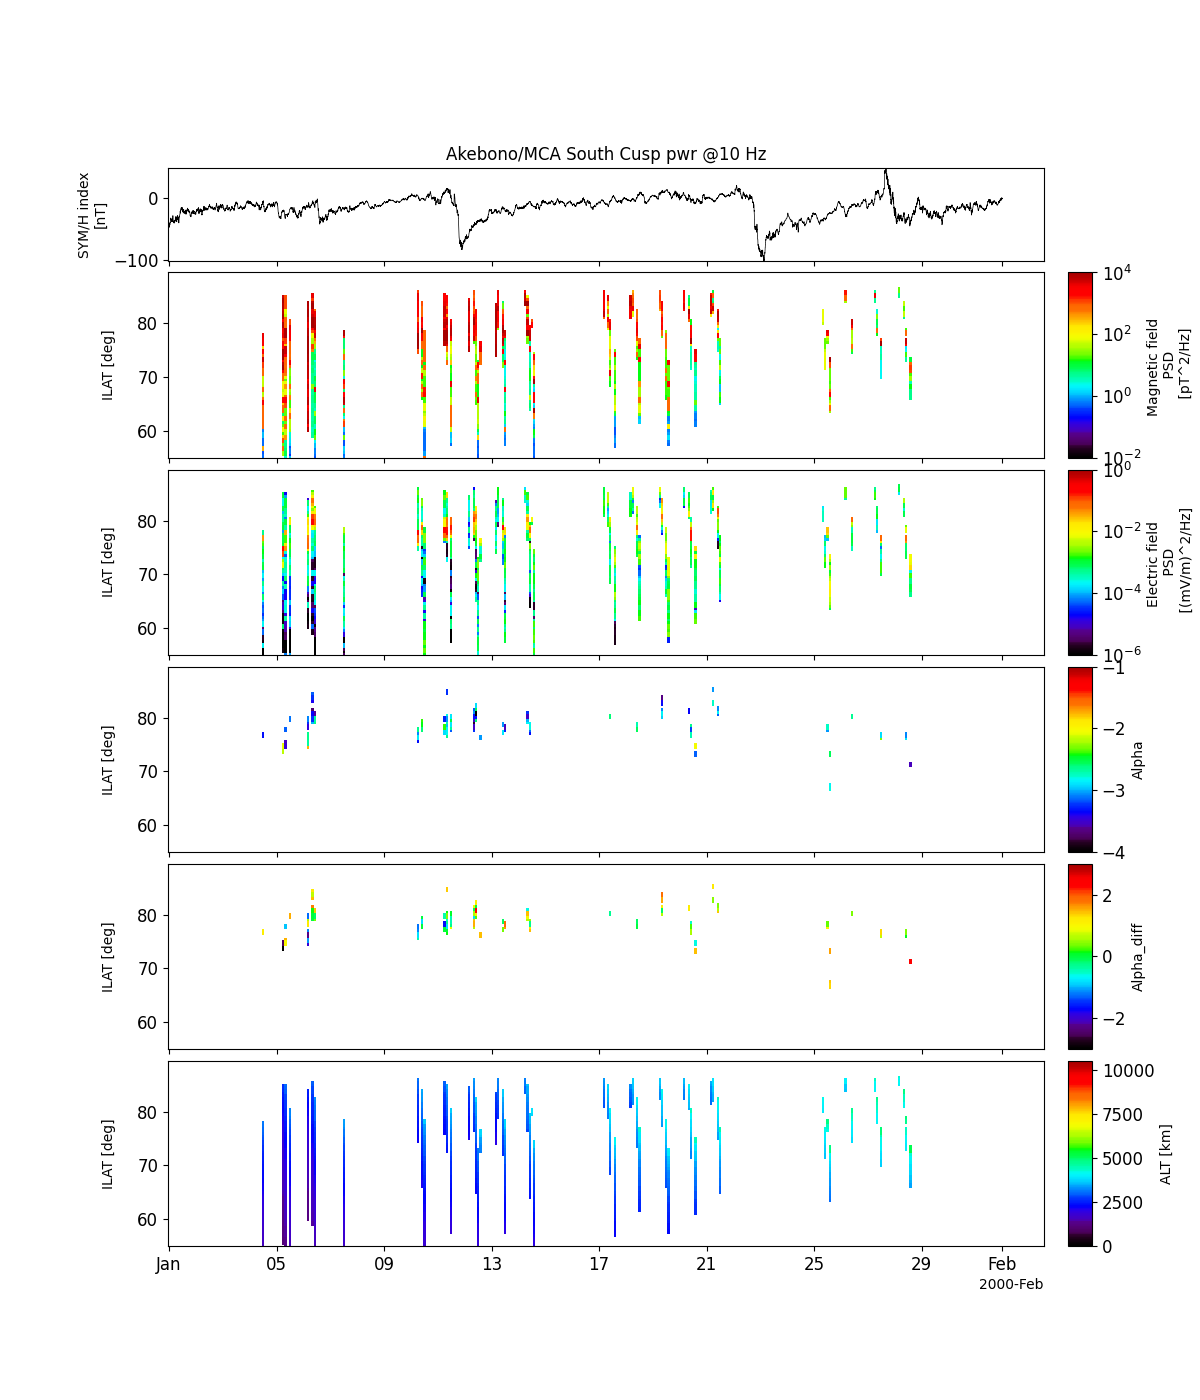 Akebono/MCA South Cusp pwr @10 Hz
SYM/H index
[nT]
0
−100
ILAT [deg]
80
70
60
10^4
10^2
10^0
10^−2
Magnetic field
PSD
[pT^2/Hz]
ILAT [deg]
80
70
60
10^0
10^−2
10^−4
10^−6
Electric field
PSD
[(mV/m)^2/Hz]
ILAT [deg]
80
70
60
−1
−2
−3
−4
Alpha
ILAT [deg]
80
70
60
2
0
−2
Alpha_diff
ILAT [deg]
80
70
60
10000
7500
5000
2500
0
ALT [km]
Jan 05 09 13 17 21 25 29 Feb
2000-Feb